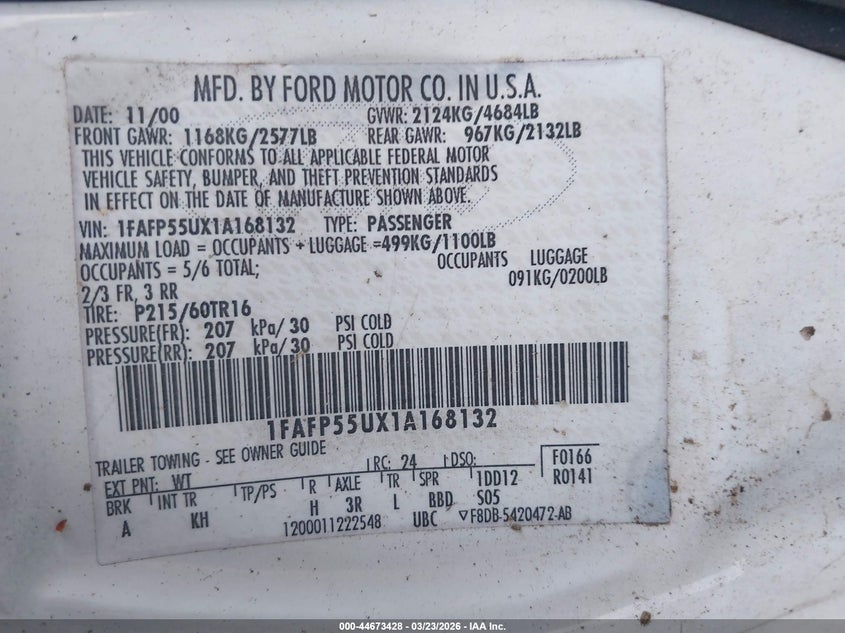 MFD. BY FORD MOTOR CO. IN U.S.A.
DATE: 11/00 GVWR: 2124KG/4684LB
FRONT GAWR: 1168KG/2577LB REAR GAWR: 967KG/2132LB
THIS VEHICLE CONFORMS TO ALL APPLICABLE FEDERAL MOTOR
VEHICLE SAFETY, BUMPER, AND THEFT PREVENTION STANDARDS
IN EFFECT ON THE DATE OF MANUFACTURE SHOWN ABOVE.
VIN: 1FAFP55UX1A168132 TYPE: PASSENGER
MAXIMUM LOAD = OCCUPANTS + LUGGAGE =499KG/1100LB
OCCUPANTS = 5/6 TOTAL; OCCUPANTS LUGGAGE
2/3 FR, 3 RR 091KG/0200LB
TIRE: P215/60TR16
PRESSURE(FR): 207 kPa/ 30 PSI COLD
PRESSURE(RR): 207 kPa/ 30 PSI COLD
1FAFP55UX1A168132
TRAILER TOWING - SEE OWNER GUIDE
EXT PNT: WT RC: 24 DSO: F0166
BRK INT TR TP/PS R AXLE TR SPR 1DD12 R0141
A KH H 3R L BBD S05
1200011222548 UBC F8DB-5420472-AB
000-44673428 - 03/23/2026 - IAA Inc.